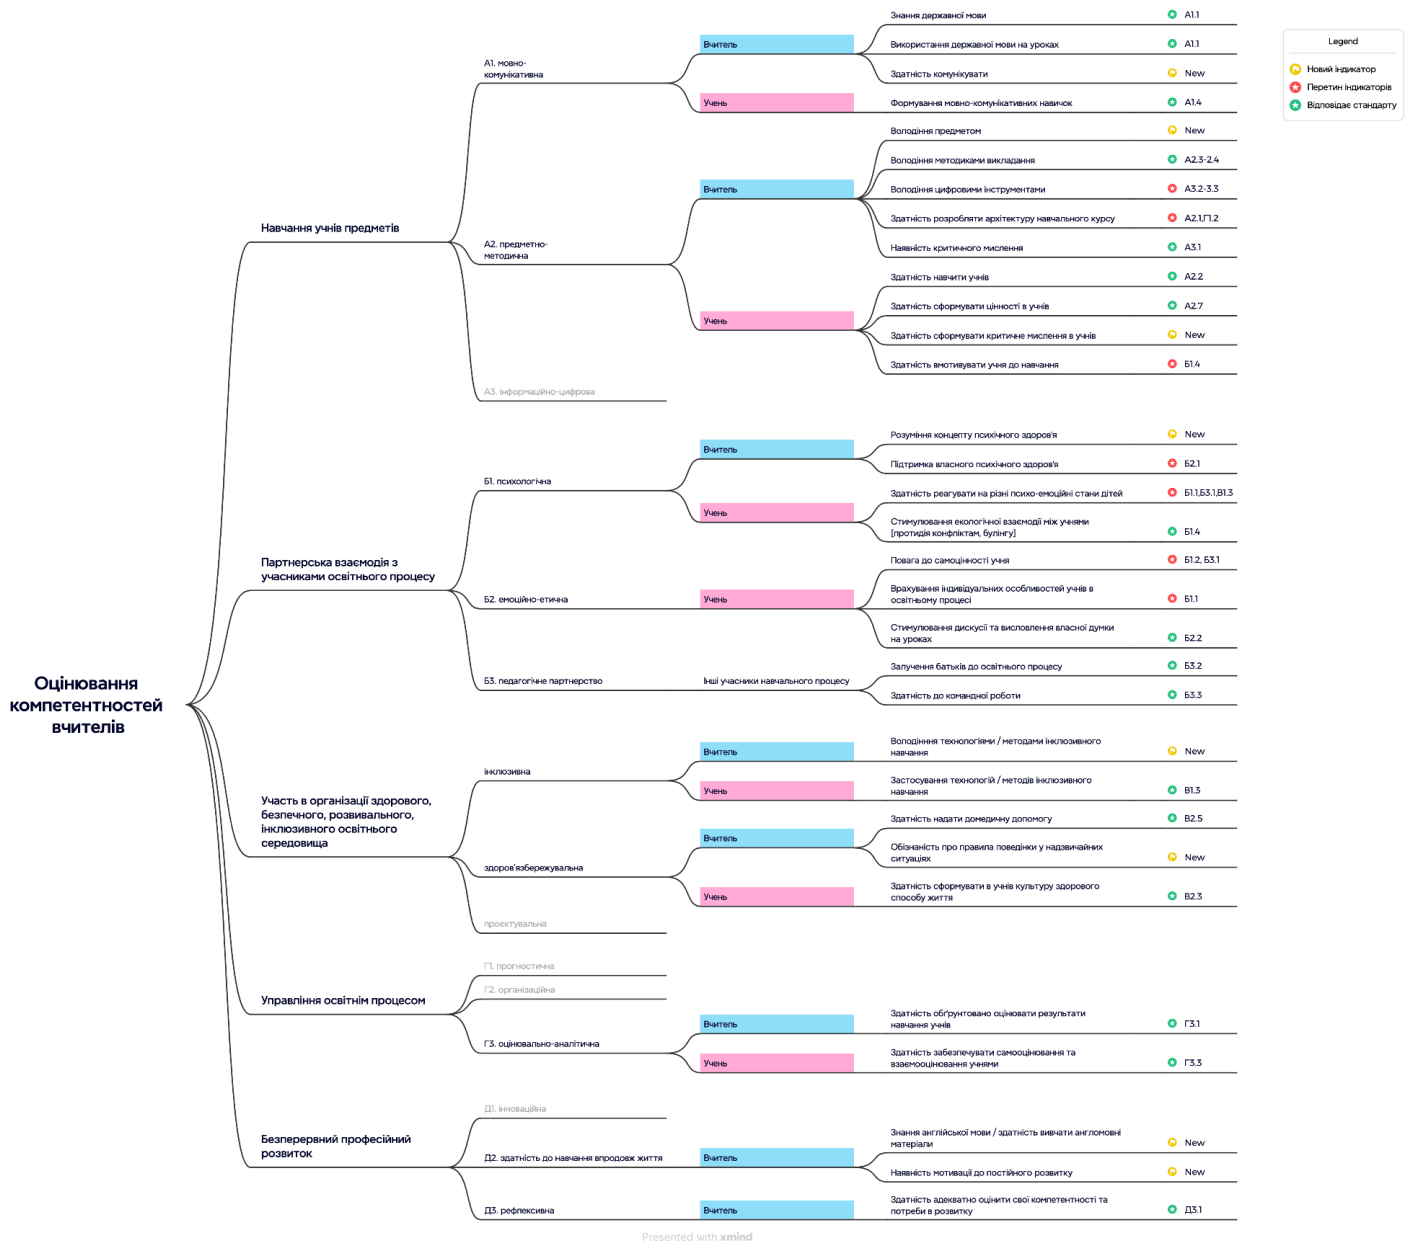 Оцінювання
компетентностей
вчителів
Навчання учнів предметів
А1. мовно-
комунікативна
Вчитель
Знання державної мови
А1.1
Використання державної мови на уроках
А1.1
Здатність комунікувати
New
Учень
Формування мовно-комунікативних навичок
А1.4
А2. предметно-
методична
Вчитель
Володіння предметом
New
Володіння методиками викладання
А2.3-2.4
Володіння цифровими інструментами
А3.2-3.3
Здатність розробляти архітектуру навчального курсу
А2.1,Г1.2
Наявність критичного мислення
А3.1
Учень
Здатність навчити учнів
А2.2
Здатність сформувати цінності в учнів
А2.7
Здатність сформувати критичне мислення в учнів
New
Здатність вмотивувати учня до навчання
Б1.4
А3. інформаційно-цифрова
Партнерська взаємодія з
учасниками освітнього процесу
Б1. психологічна
Вчитель
Розуміння концепту психічного здоров'я
New
Підтримка власного психічного здоров'я
Б2.1
Учень
Здатність реагувати на різні психо-емоційні стани дітей
Б1.1,Б3.1,В1.3
Стимулювання екологічної взаємодії між учнями
[протидія конфліктам, булінгу]
Б1.4
Б2. емоційно-етична
Учень
Повага до самоцінності учня
Б1.2, Б3.1
Врахування індивідуальних особливостей учнів в
освітньому процесі
Б1.1
Стимулювання дискусії та висловлення власної думки
на уроках
Б2.2
Б3. педагогічне партнерство
Інші учасники навчального процесу
Залучення батьків до освітнього процесу
Б3.2
Здатність до командної роботи
Б3.3
Участь в організації здорового,
безпечного, розвивального,
інклюзивного освітнього
середовища
інклюзивна
Вчитель
Володінння технологіями / методами інклюзивного
навчання
New
Учень
Застосування технологій / методів інклюзивного
навчання
В1.3
здоров'язбережувальна
Вчитель
Здатність надати домедичну допомогу
В2.5
Обізнаність про правила поведінки у надзвичайних
ситуаціях
New
Учень
Здатність сформувати в учнів культуру здорового
способу життя
В2.3
проєктувальна
Управління освітнім процесом
Г1. прогностична
Г2. організаційна
Г3. оцінювально-аналітична
Вчитель
Здатність обґрунтовано оцінювати результати
навчання учнів
Г3.1
Учень
Здатність забезпечувати самооцінювання та
взаємооцінювання учнями
Г3.3
Безперервний професійний
розвиток
Д1. інноваційна
Д2. здатність до навчання впродовж життя
Вчитель
Знання англійської мови / здатність вивчати англомовні
матеріали
New
Наявність мотивації до постійного розвитку
New
Д3. рефлексивна
Вчитель
Здатність адекватно оцінити свої компетентності та
потреби в розвитку
Д3.1
Legend
Новий індикатор
Перетин індикаторів
Відповідає стандарту
Presented with xmind